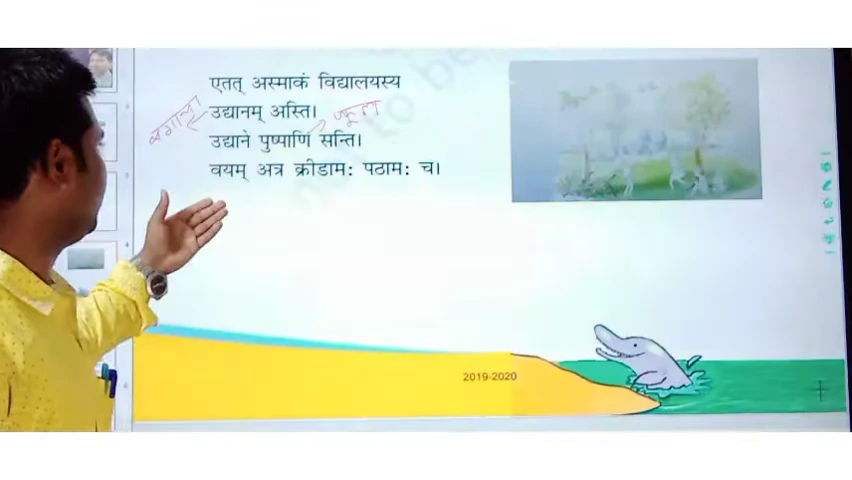 एतत् अस्माकं विद्यालयस्य
उद्यानम् अस्ति।
उद्याने पुष्पाणि सन्ति।
वयम् अत्र क्रीडामः पठामः च।
2019-2020